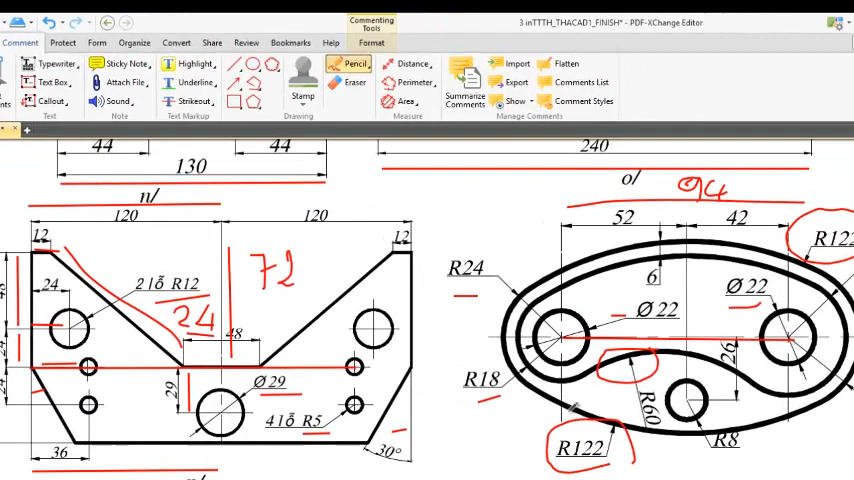 Commenting
Tools
3 inTTTH_THACAD1_FINISH* - PDF-XChange Editor
Comment Protect Form Organize Convert Share Review Bookmarks Help Format
Typewriter Sticky Note Highlight Pencil Distance Import Flatten
Text Box Attach File Underline Eraser Perimeter Export Comments List
Callout Sound Strikeout Stamp Area Summarize Comments Show Comment Styles
Text Markup Drawing Measure Manage Comments
44 44 240
130
n/ o/ 94
120 120 52 42
12 12 R122
R24
48 24 2 lỗ R12 72 6 Ø 22
24 48 Ø 22
24 26
24 29 Ø 29 R18 R60
4 lỗ R5
36 30° R122 R8